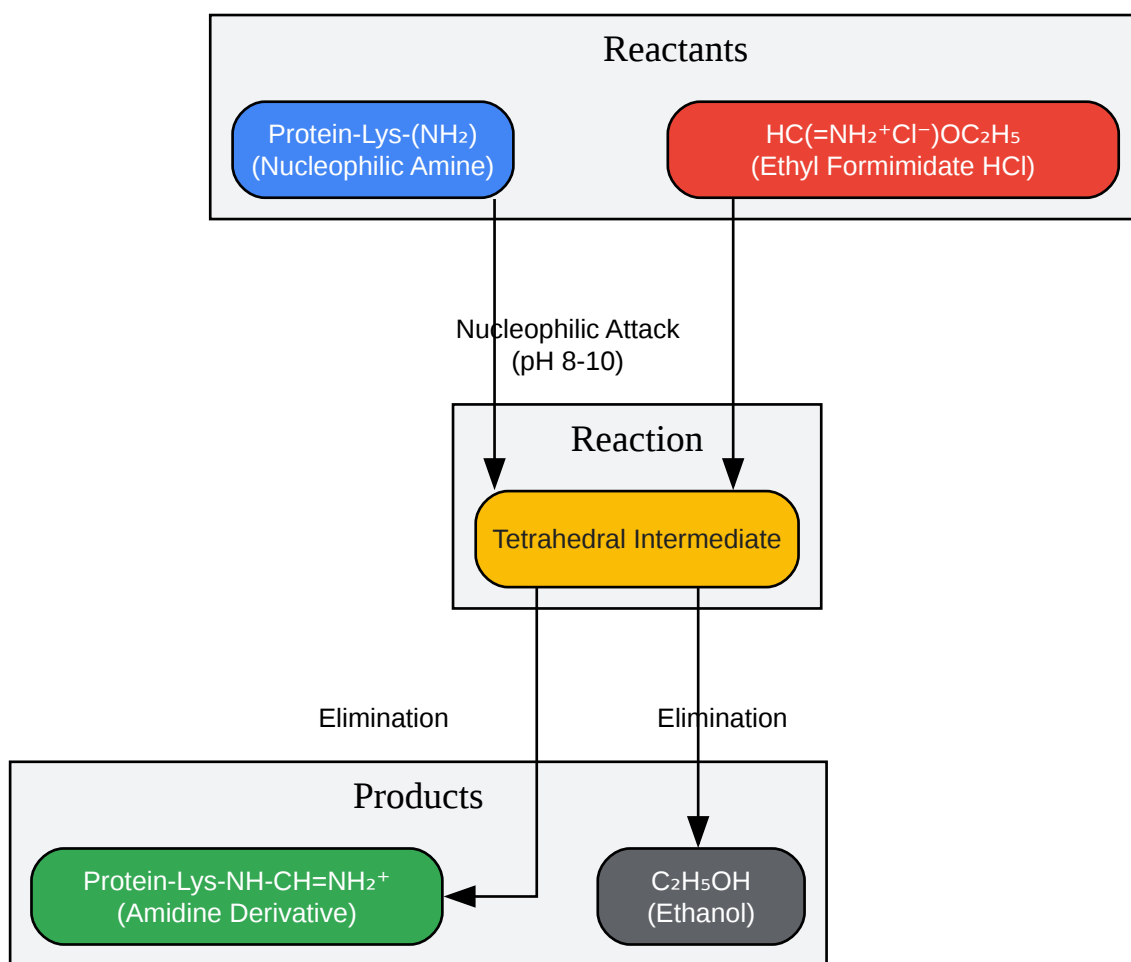 Reactants
Protein-Lys-(NH₂)
(Nucleophilic Amine)
HC(=NH₂⁺Cl⁻)OC₂H₅
(Ethyl Formimidate HCl)
Nucleophilic Attack
(pH 8-10)
Reaction
Tetrahedral Intermediate
Elimination
Elimination
Products
Protein-Lys-NH-CH=NH₂⁺
(Amidine Derivative)
C₂H₅OH
(Ethanol)